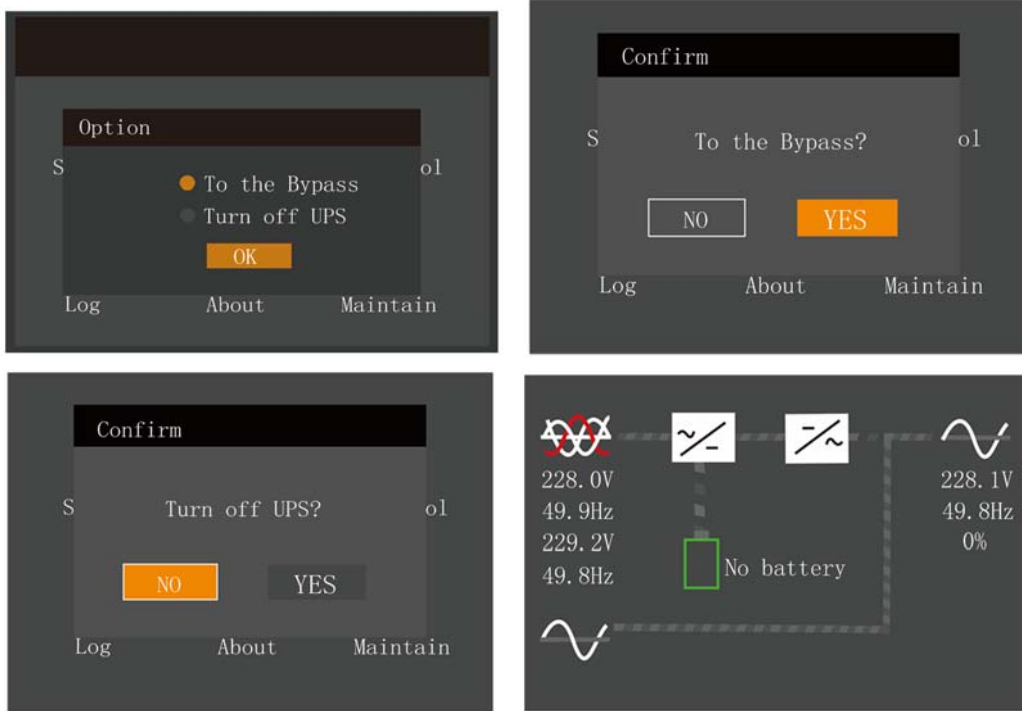 Option
S
ol
To the Bypass
Turn off UPS
OK
Log About Maintain
Confirm
S
To the Bypass?
ol
NO YES
Log About Maintain
Confirm
S
Turn off UPS?
ol
NO YES
Log About Maintain
228.0V
49.9Hz
229.2V
49.8Hz
No battery
228.1V
49.8Hz
0%